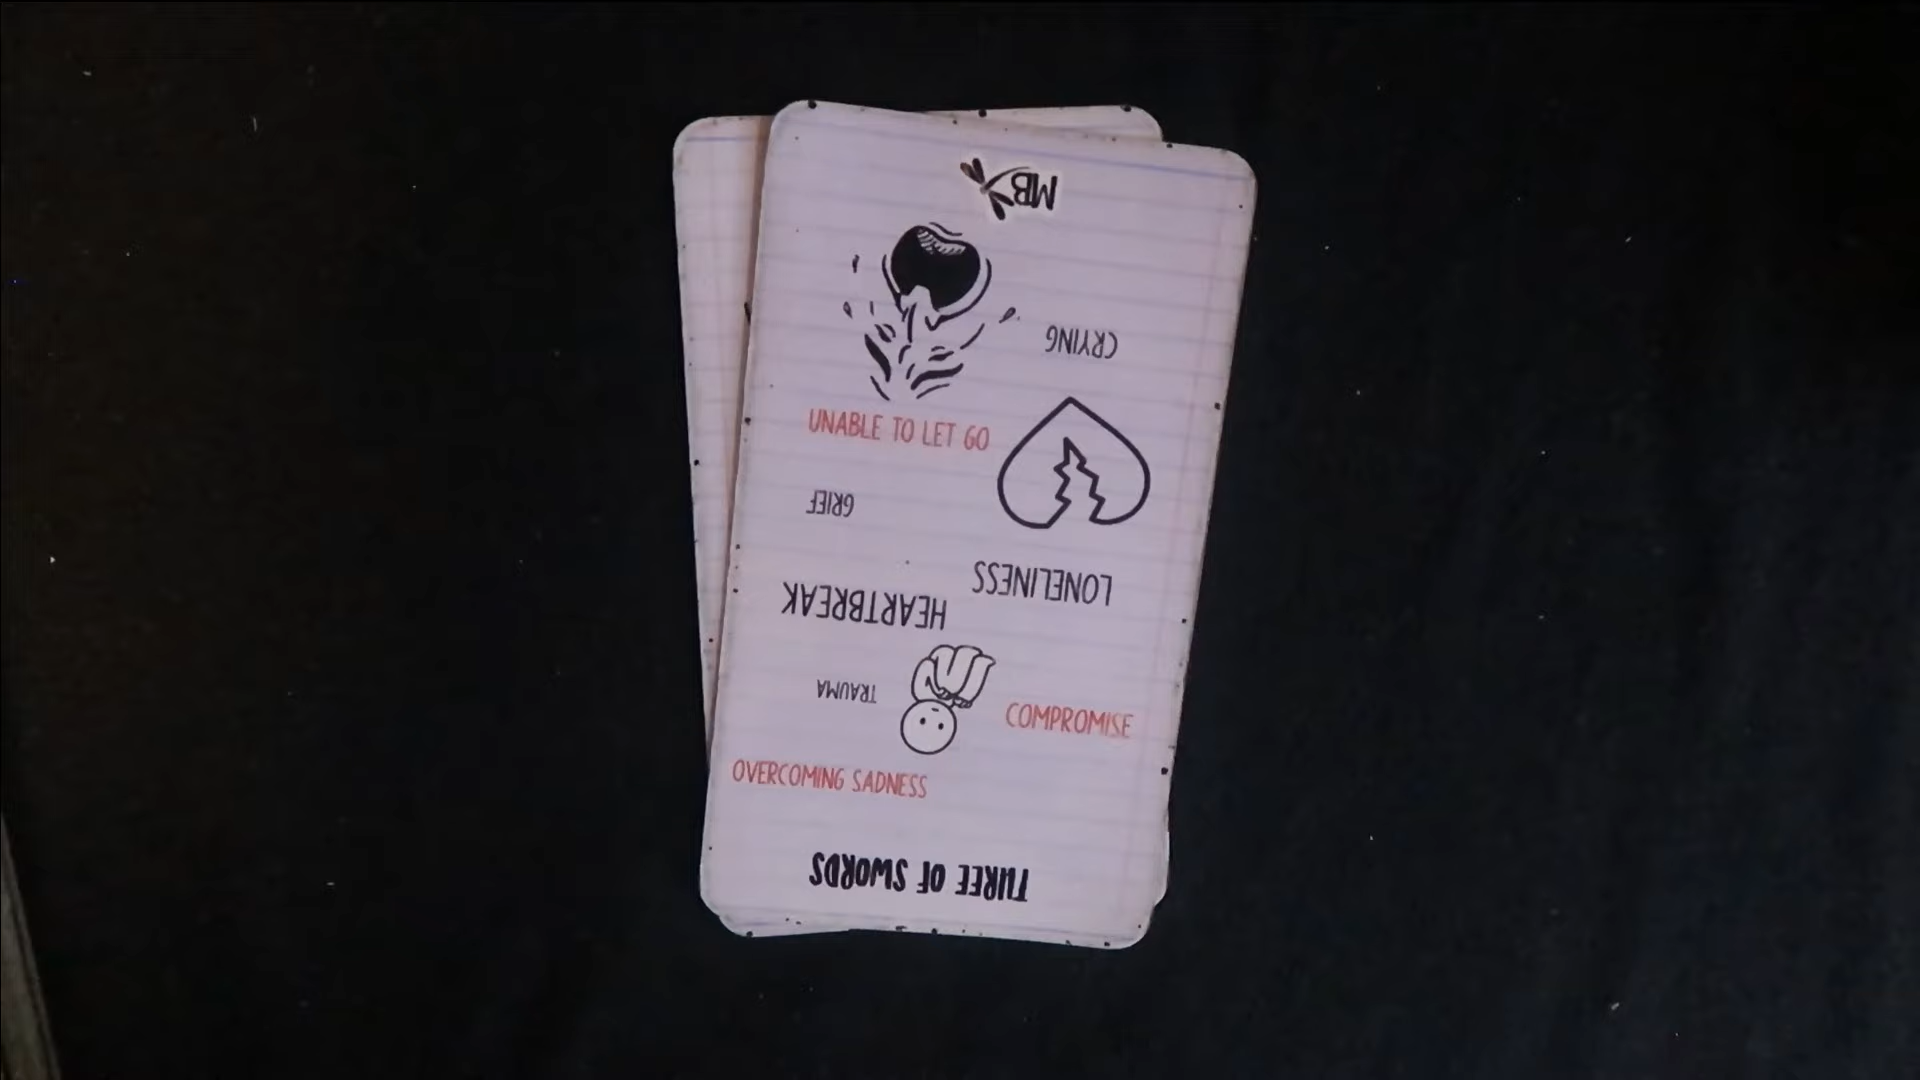 MB
CRYING
UNABLE TO LET GO
GRIEF
LONELINESS
HEARTBREAK
TRAUMA
COMPROMISE
OVERCOMING SADNESS
THREE OF SWORDS